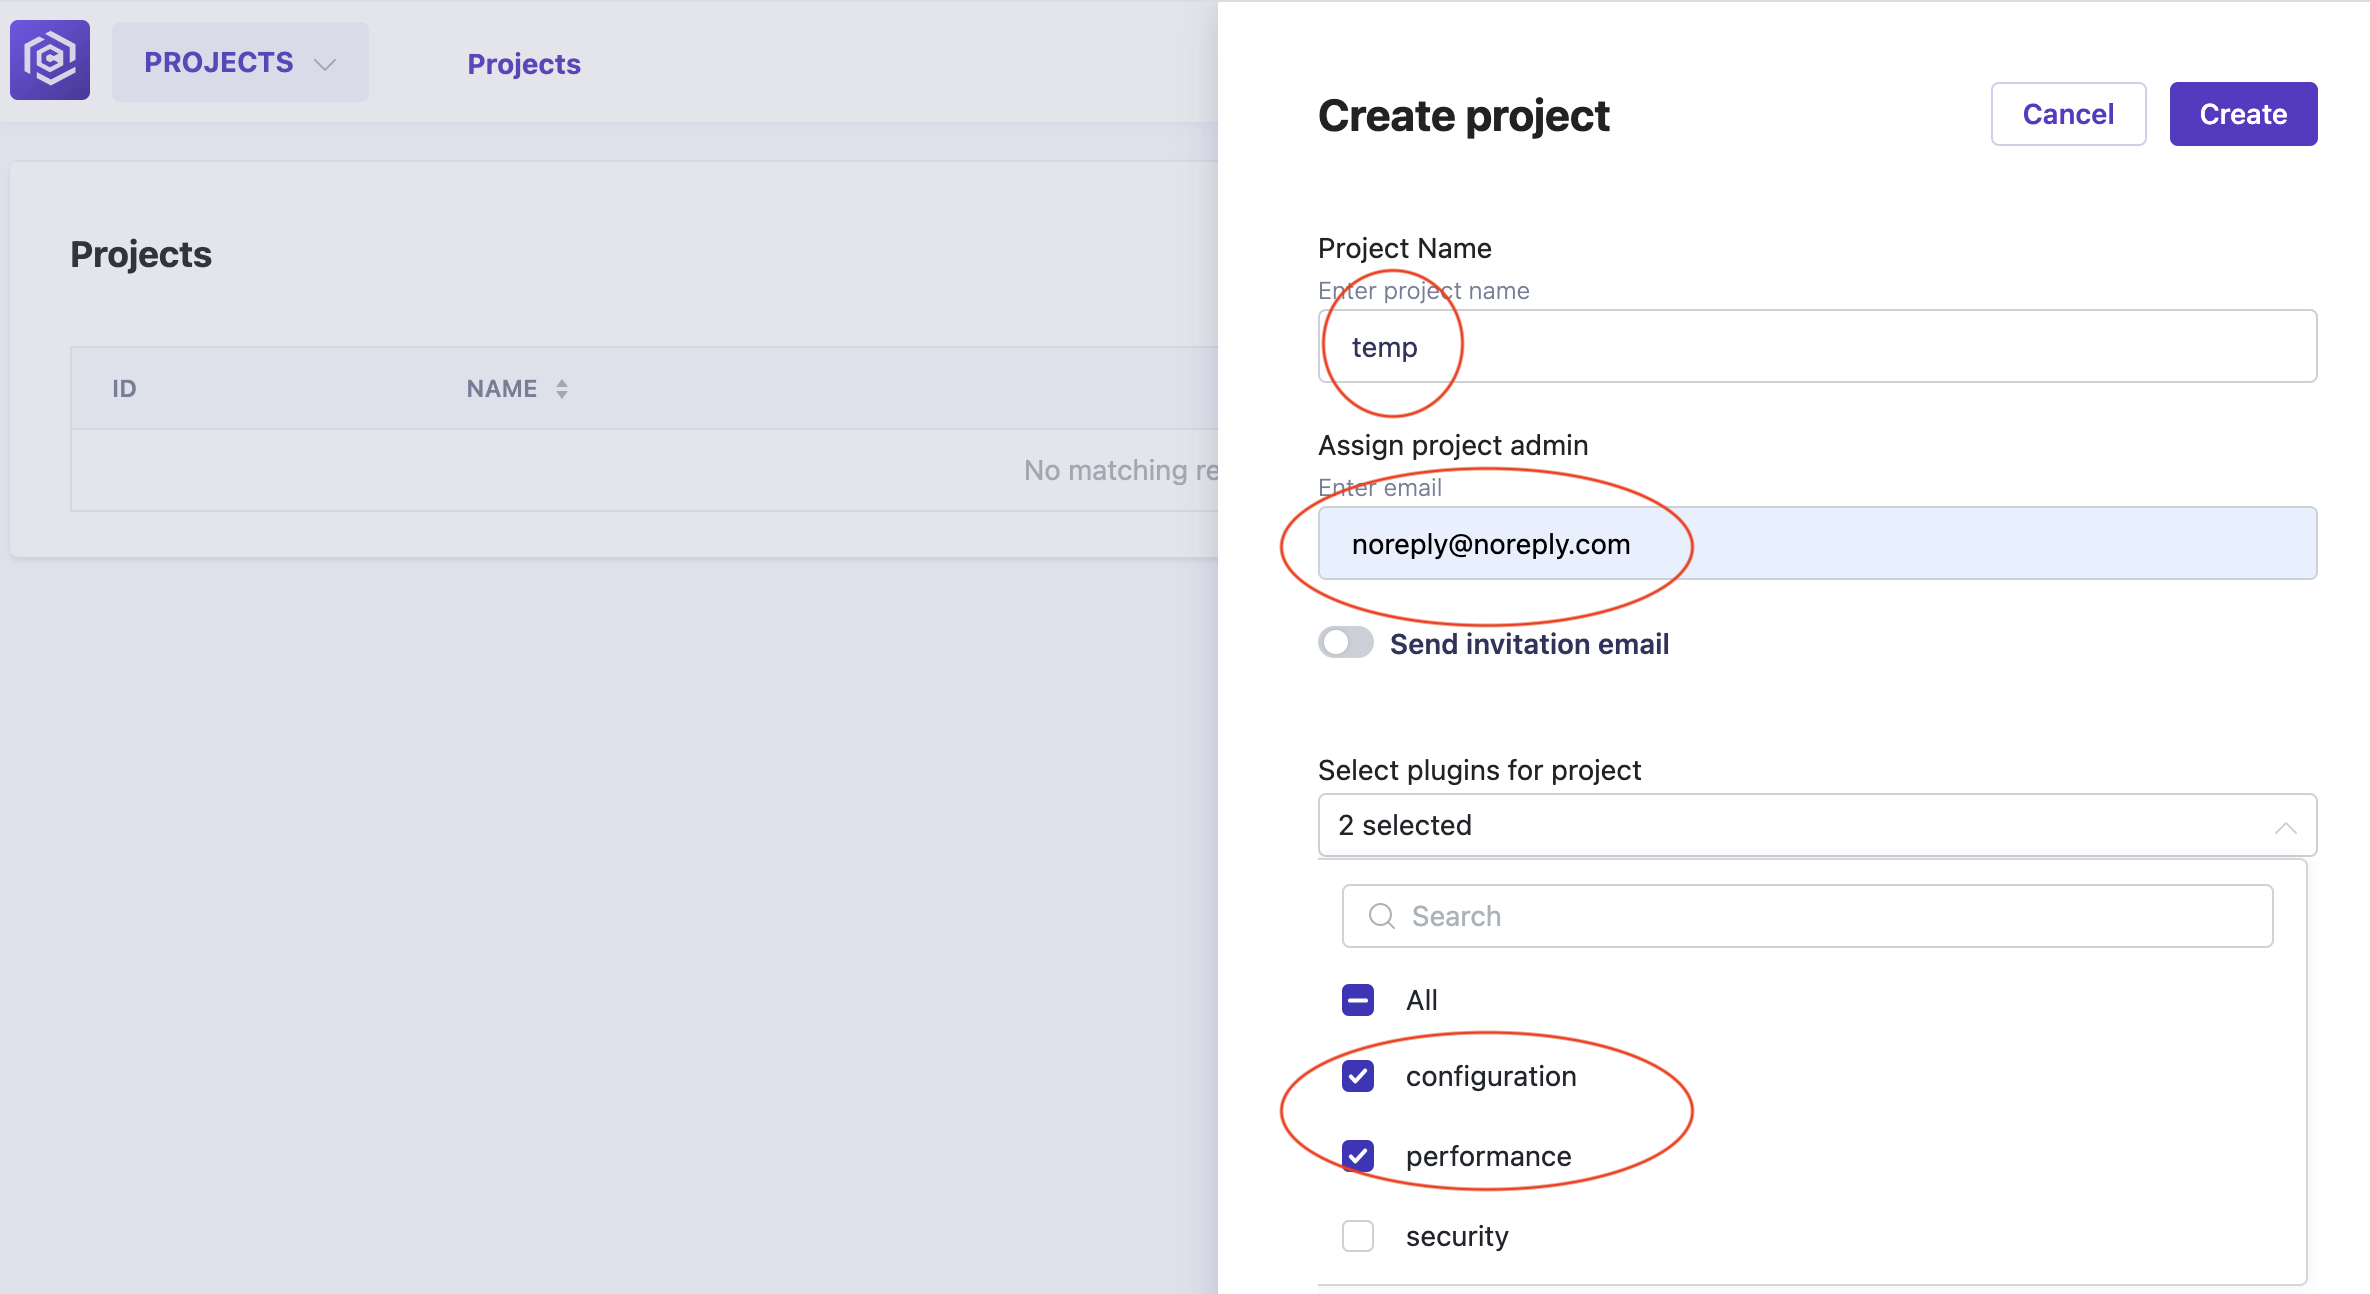 PROJECTS
Projects
Projects
ID NAME
No matching re
Create project
Cancel Create
Project Name
Enter project name
temp
Assign project admin
Enter email
noreply@noreply.com
Send invitation email
Select plugins for project
2 selected
Search
All
configuration
performance
security